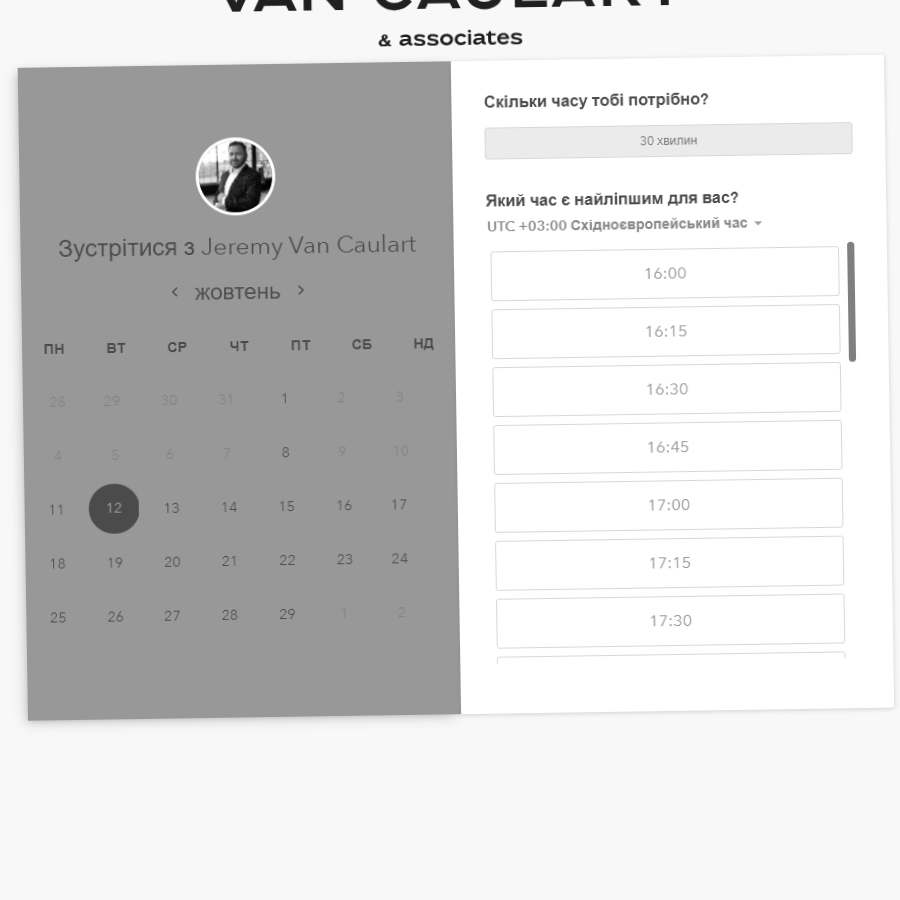 VAN CAULART
& associates
Зустрітися з Jeremy Van Caulart
жовтень
ПН ВТ СР ЧТ ПТ СБ НД
28 29 30 31 1 2 3
4 5 6 7 8 9 10
11 12 13 14 15 16 17
18 19 20 21 22 23 24
25 26 27 28 29 1 2
Скільки часу тобі потрібно?
30 хвилин
Який час є найліпшим для вас?
UTC +03:00 Східноєвропейський час
16:00
16:15
16:30
16:45
17:00
17:15
17:30